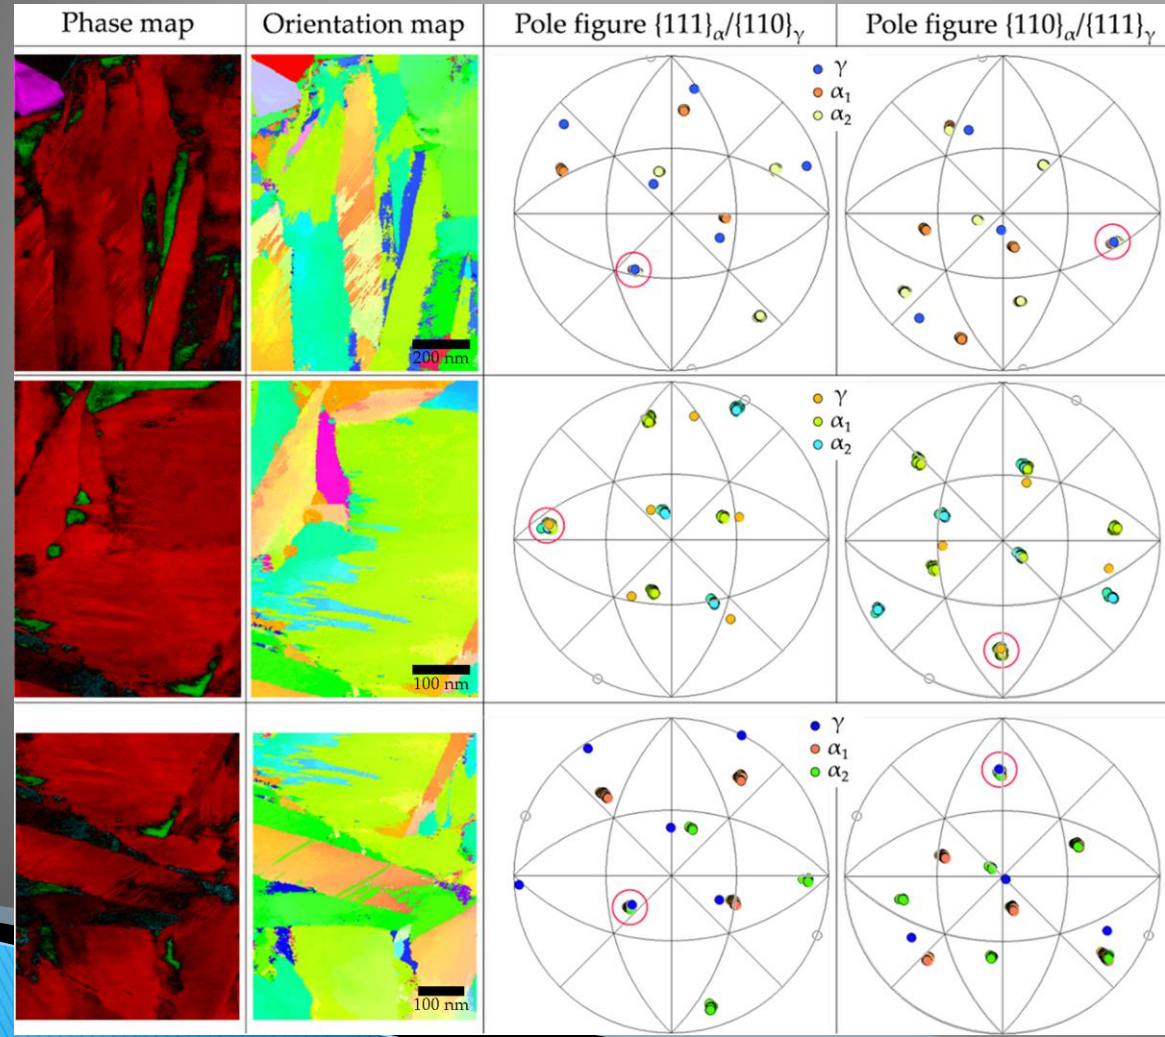 Phase map
Orientation map
Pole figure {111}α/{110}γ
Pole figure {110}α/{111}γ
γ
α1
α2
200 nm
γ
α1
α2
100 nm
γ
α1
α2
100 nm